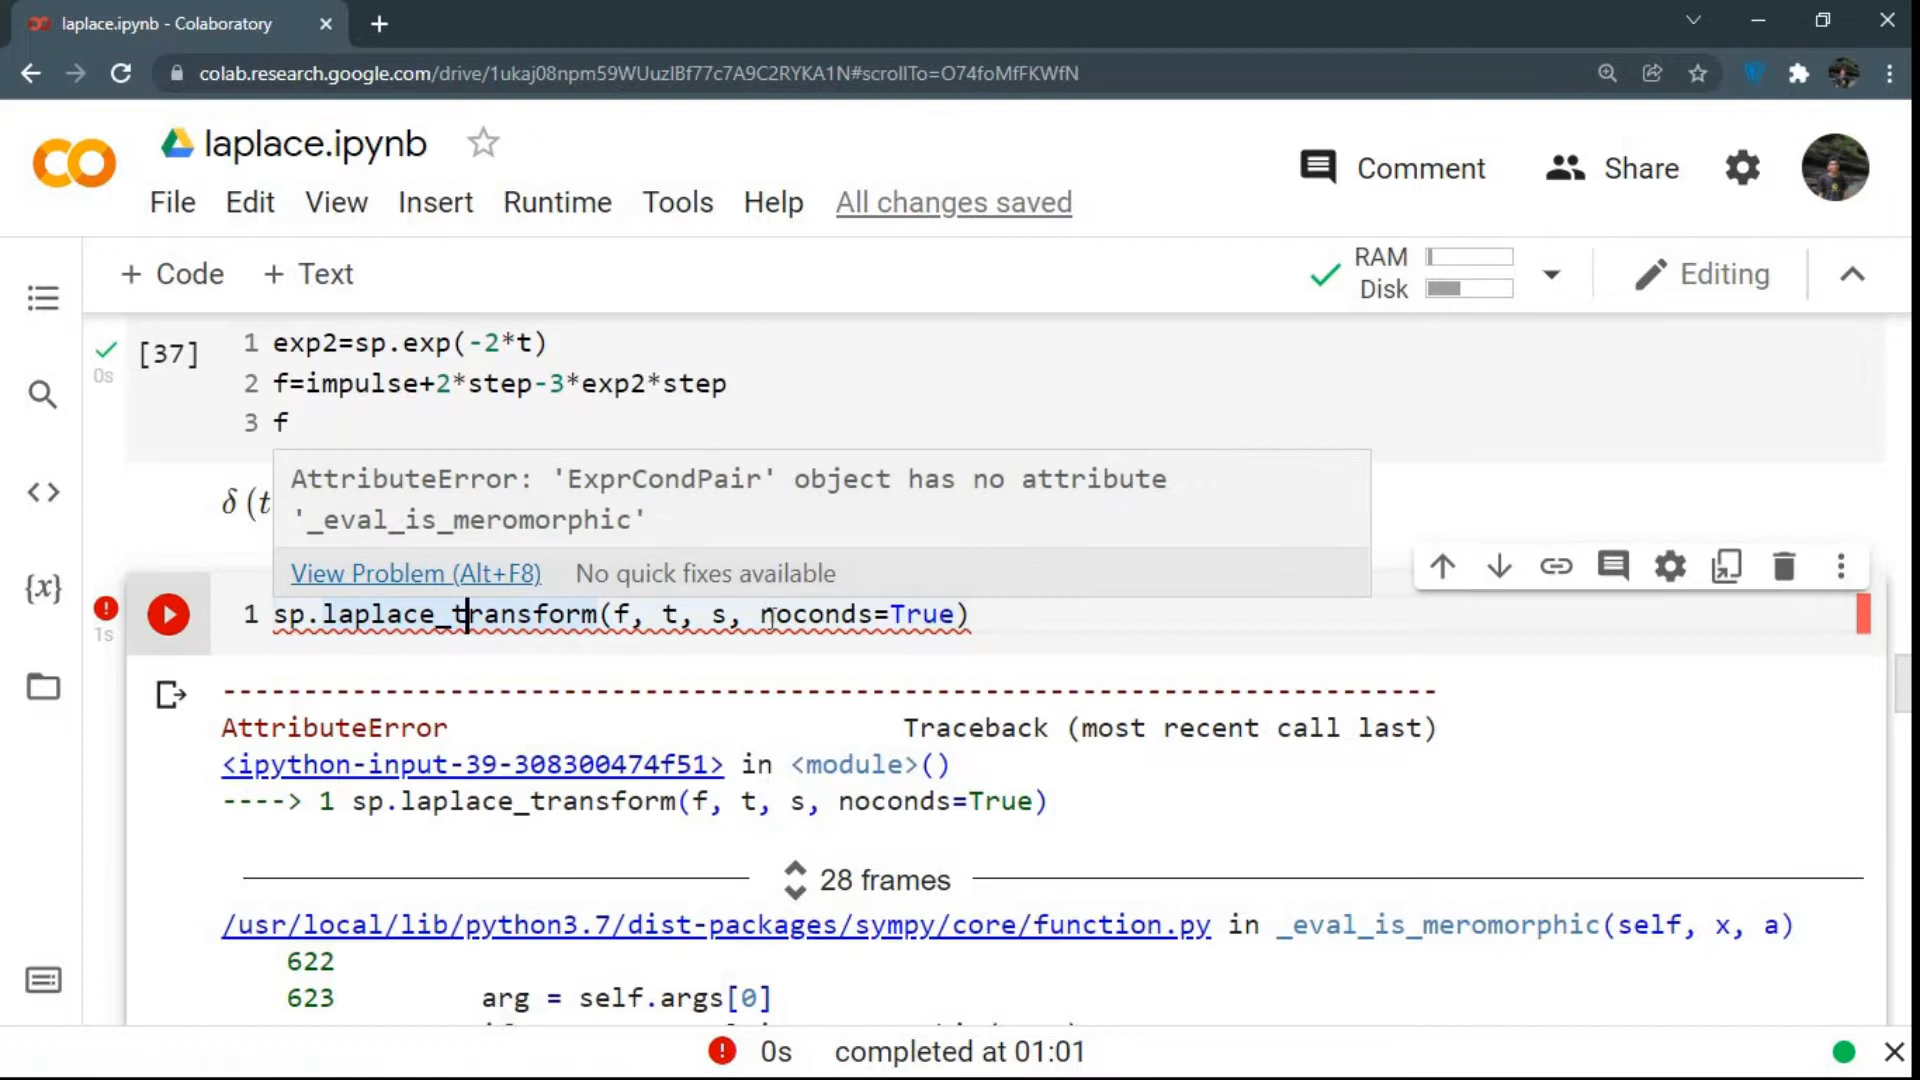 laplace.ipynb - Colaboratory
colab.research.google.com/drive/1ukaj08npm59WUuzIBf77c7A9C2RYKA1N#scrollTo=O74foMfFKWfN
laplace.ipynb
Comment
Share
File Edit View Insert Runtime Tools Help All changes saved
+ Code + Text
RAM
Disk
Editing
[37]
0s
1 exp2=sp.exp(-2*t)
2 f=impulse+2*step-3*exp2*step
3 f
δ (t
AttributeError: 'ExprCondPair' object has no attribute
'_eval_is_meromorphic'
View Problem (Alt+F8) No quick fixes available
1s
1 sp.laplace_transform(f, t, s, noconds=True)
---------------------------------------------------------------------------
AttributeError Traceback (most recent call last)
<ipython-input-39-308300474f51> in <module>()
----> 1 sp.laplace_transform(f, t, s, noconds=True)
28 frames
/usr/local/lib/python3.7/dist-packages/sympy/core/function.py in _eval_is_meromorphic(self, x, a)
622
623 arg = self.args[0]
0s completed at 01:01